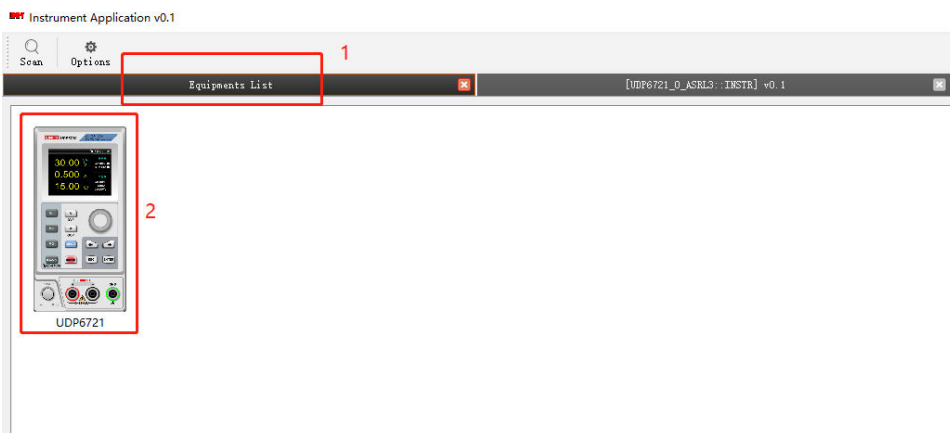 Instrument Application v0.1
Scan Options
1
Equipments List
[UDP6721_0_ASRL3::INSTR] v0.1
30.00 V
0.500
15.00
2
UDP6721